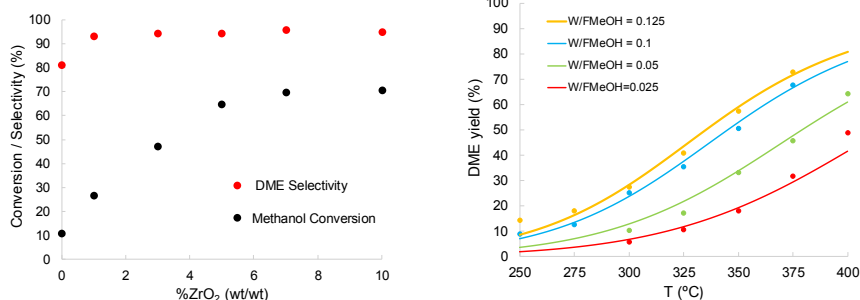 Conversion / Selectivity (%)
100
90
80
70
60
50
40
30
20
10
0
0 2 4 6 8 10
%ZrO₂ (wt/wt)
DME Selectivity
Methanol Conversion
DME yield (%)
100
90
80
70
60
50
40
30
20
10
0
250 275 300 325 350 375 400
T (ºC)
W/FMeOH = 0.125
W/FMeOH = 0.1
W/FMeOH = 0.05
W/FMeOH=0.025